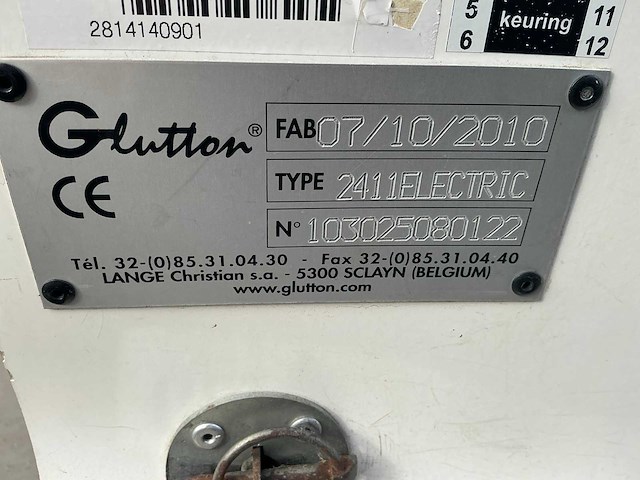 2814140901
5 keuring 11
6 12
Glutton®
CE
FAB 07/10/2010
TYPE 2411ELECTRIC
N° 103025080122
Tél. 32-(0)85.31.04.30 - Fax 32-(0)85.31.04.40
LANGE Christian s.a. - 5300 SCLAYN (BELGIUM)
www.glutton.com